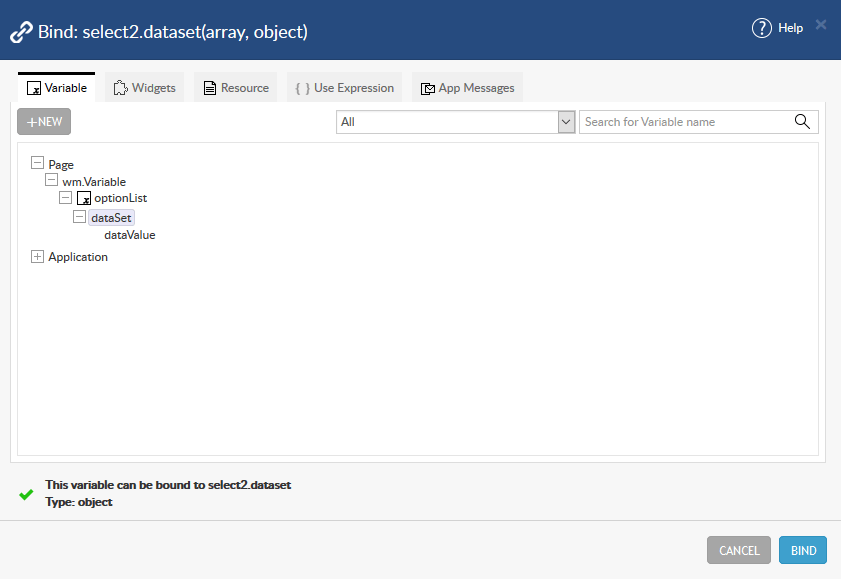 Bind: select2.dataset(array, object)
? Help ×
Variable Widgets Resource { } Use Expression App Messages
+NEW All Search for Variable name
Page
wm.Variable
optionList
dataSet
dataValue
Application
This variable can be bound to select2.dataset
Type: object
CANCEL BIND